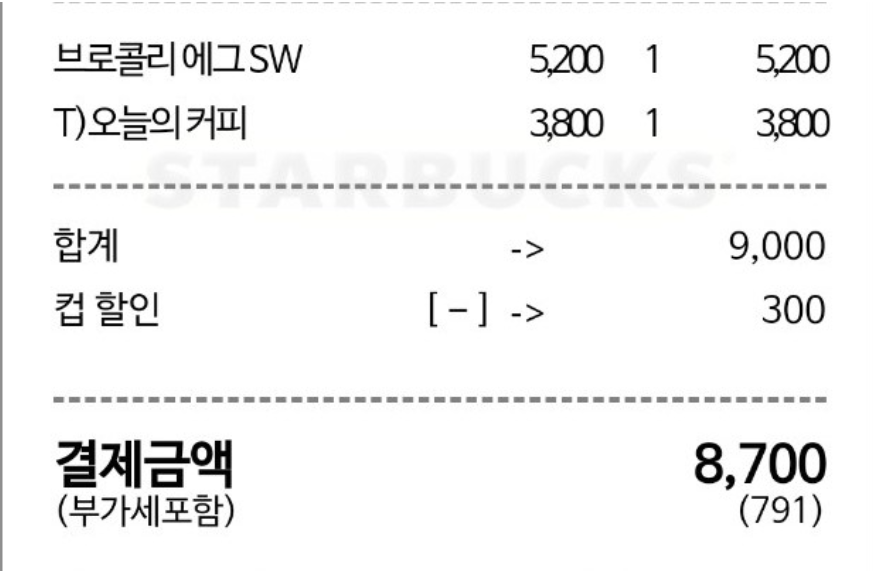 브로콜리 에그 SW 5,200 1 5,200
T) 오늘의 커피 3,800 1 3,800
STARBUCKS
합계 -> 9,000
컵 할인 [ - ] -> 300
결제금액 8,700
(부가세포함) (791)